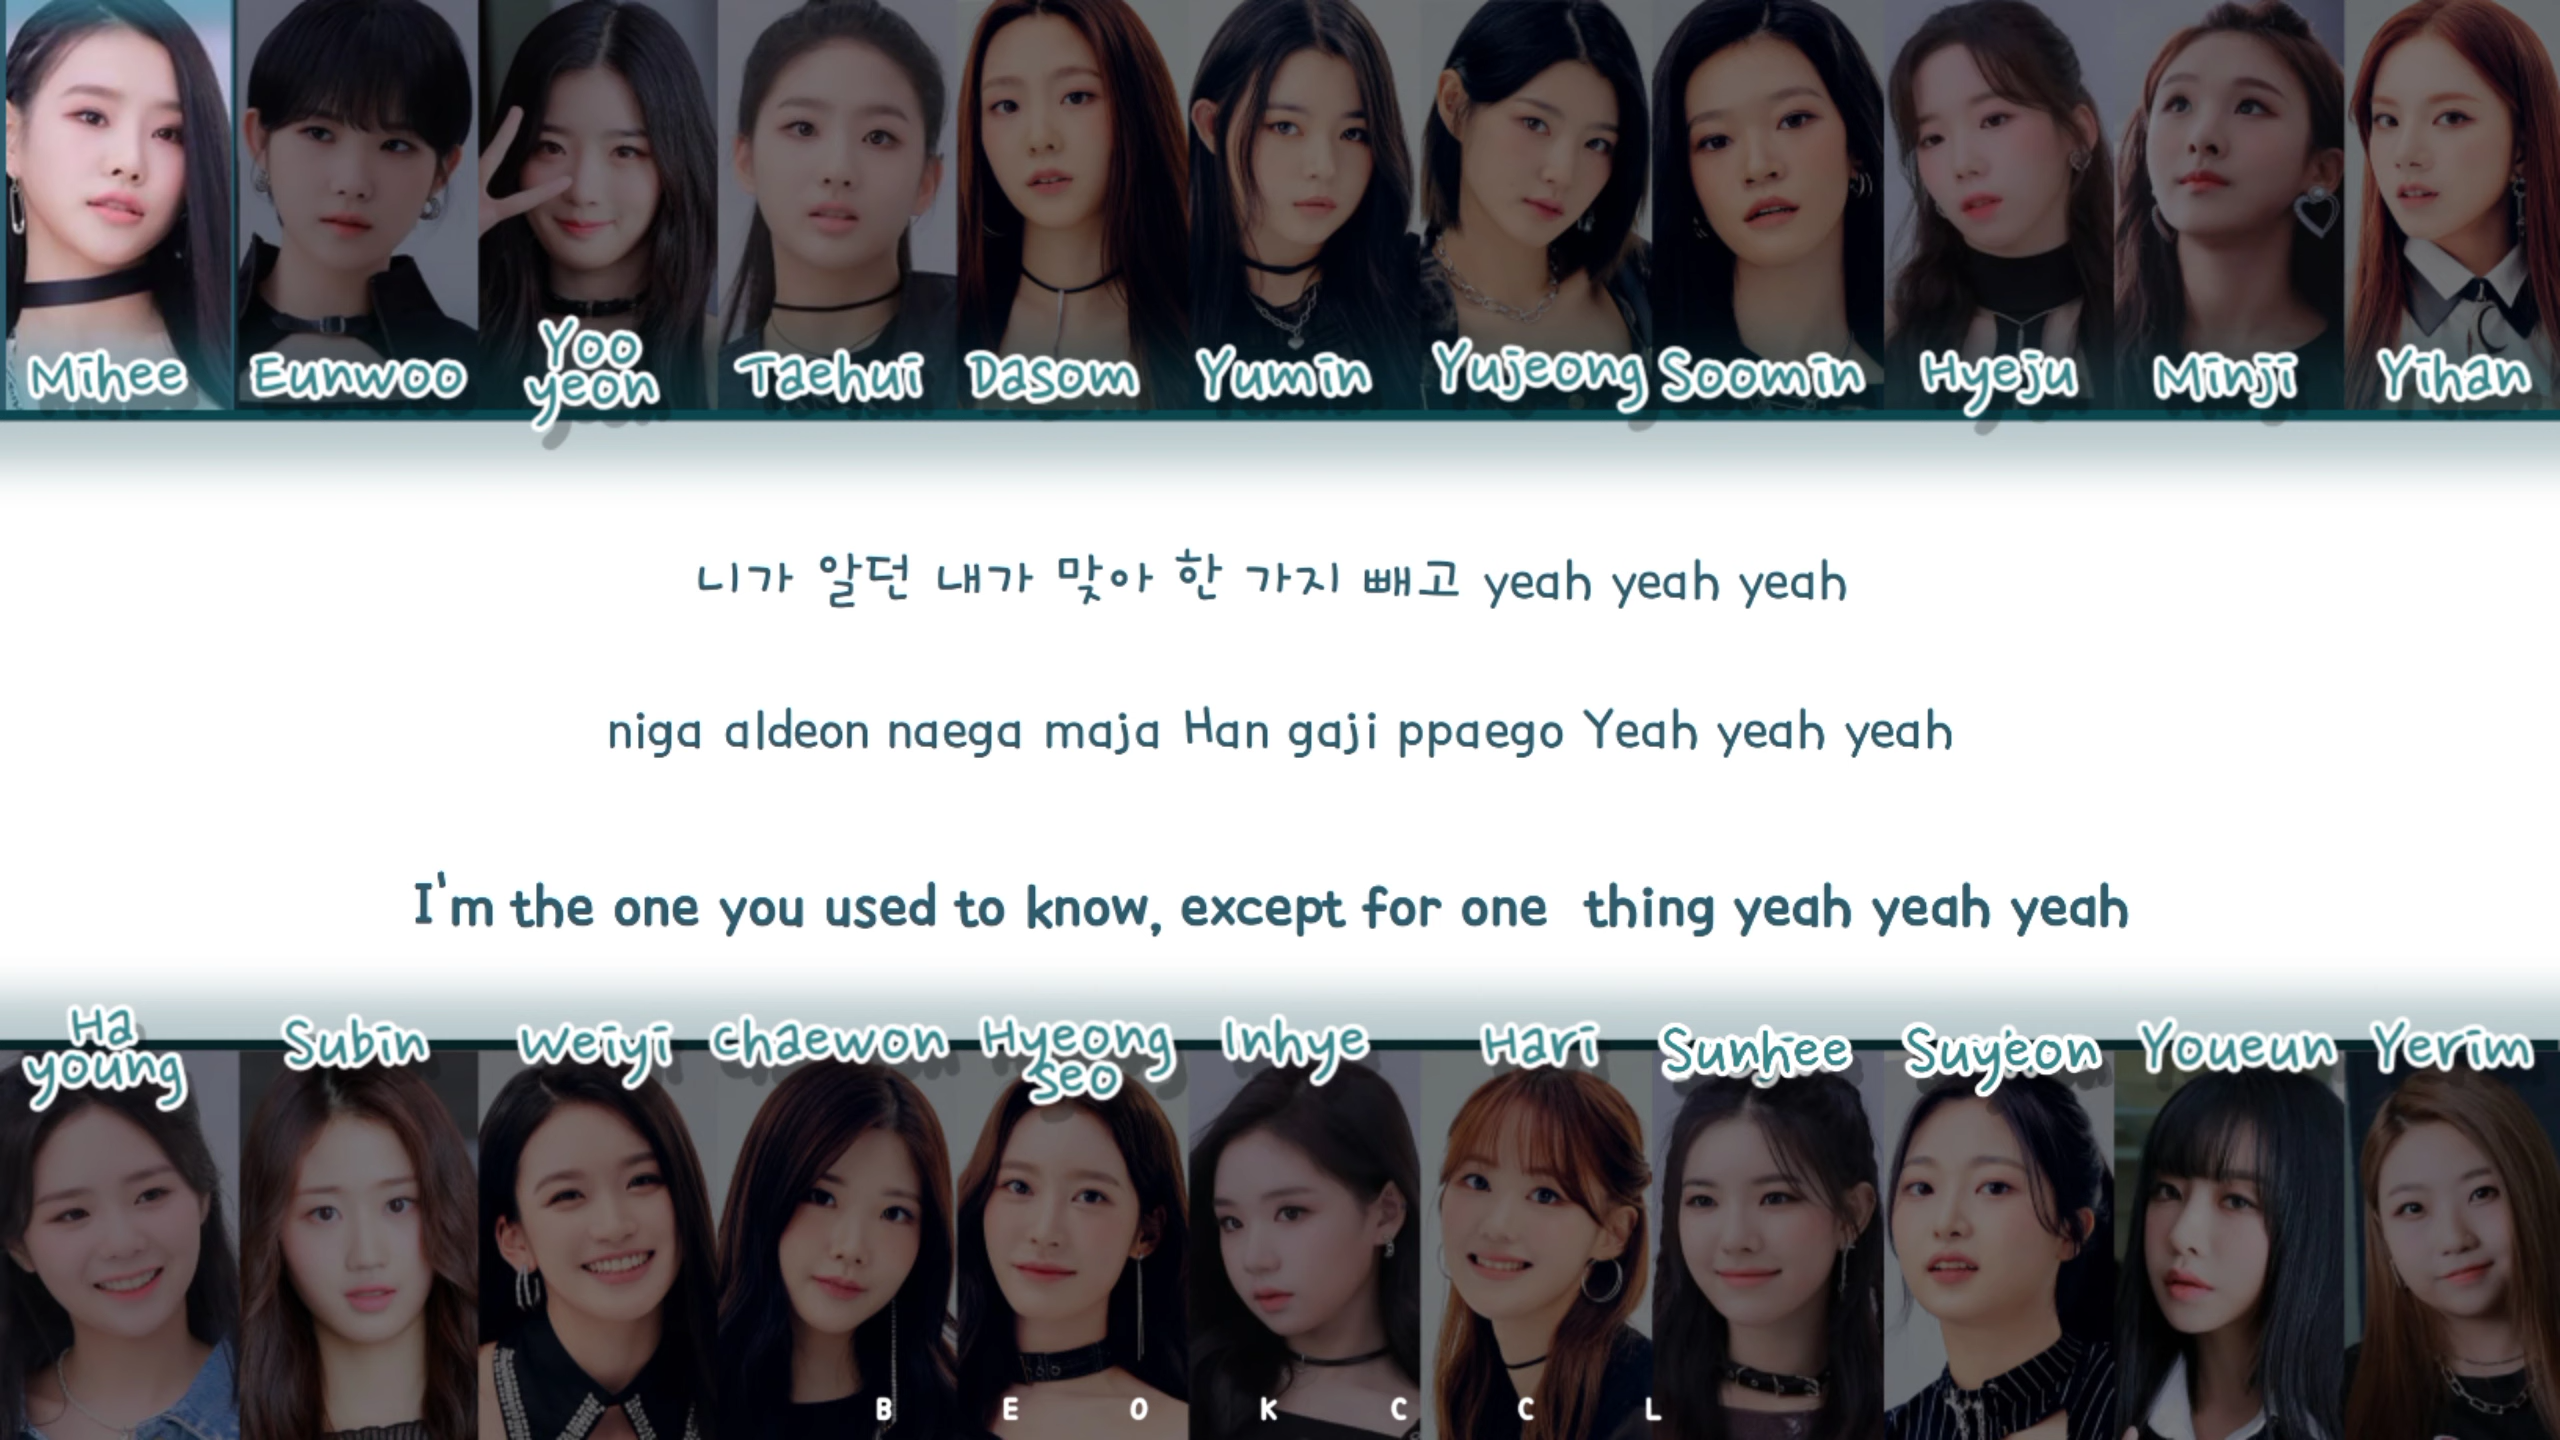 Mihee
Eunwoo
Yoo
yeon
Taehui
Dasom
Yumin
Yujeong
Soomin
Hyeju
Minji
Yihan
니가 알던 내가 맞아 한 가지 빼고 yeah yeah yeah
niga aldeon naega maja Han gaji ppaego Yeah yeah yeah
I'm the one you used to know, except for one thing yeah yeah yeah
Ha
young
Subin
Weiyi
Chaewon
Hyeong
seo
Inhye
Hari
Sunhee
Suyeon
Youeun
Yerim
B E O K C C L